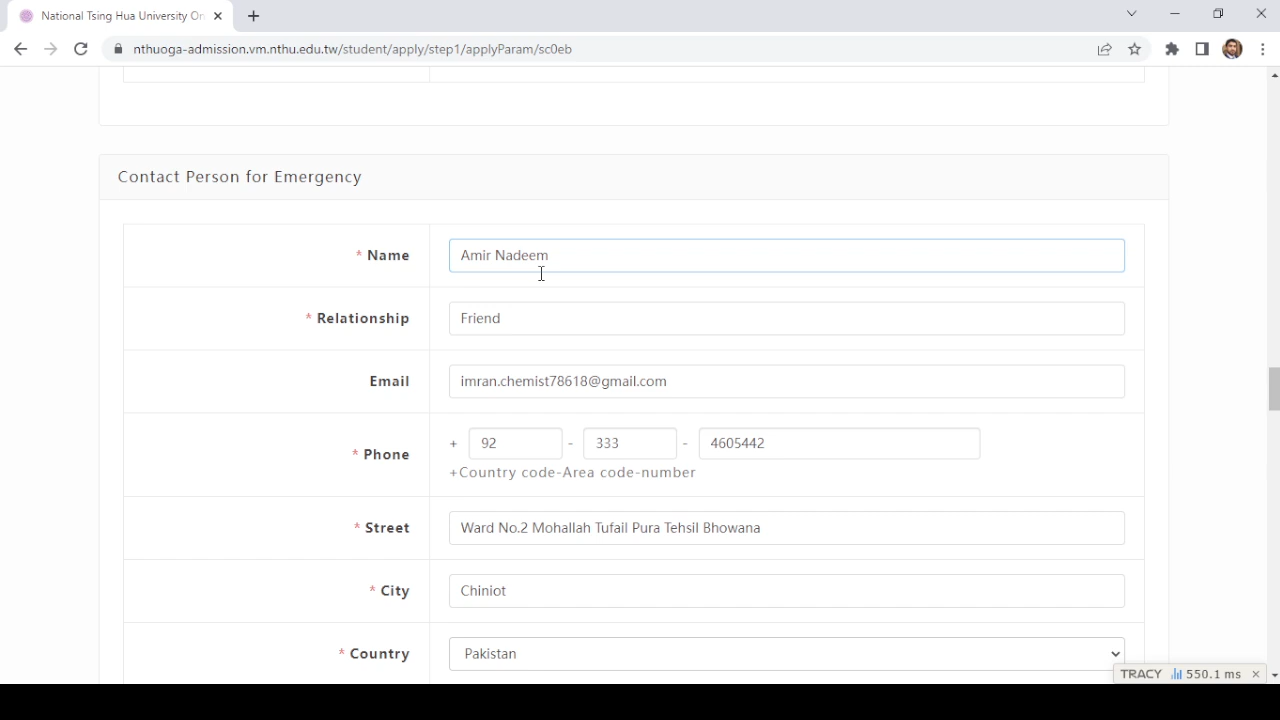 National Tsing Hua University On
nthuoga-admission.vm.nthu.edu.tw/student/apply/step1/applyParam/sc0eb
Contact Person for Emergency
* Name
Amir Nadeem
* Relationship
Friend
Email
imran.chemist78618@gmail.com
* Phone
+ 92 - 333 - 4605442
+Country code-Area code-number
* Street
Ward No.2 Mohallah Tufail Pura Tehsil Bhowana
* City
Chiniot
* Country
Pakistan
TRACY 550.1 ms ×